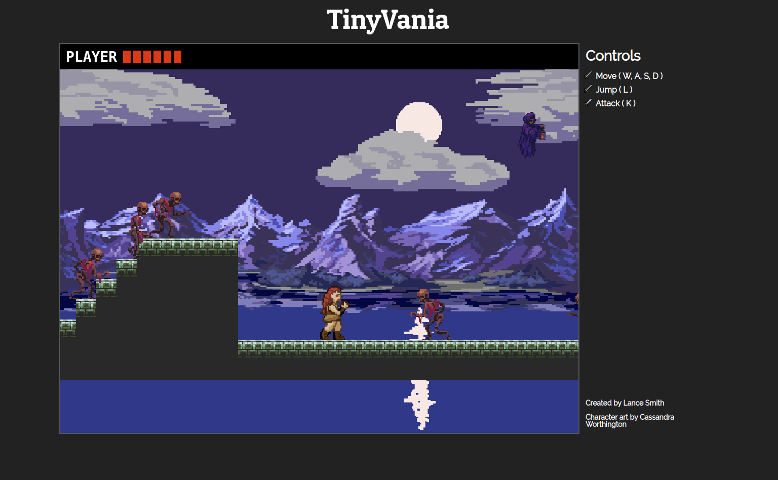 TinyVania
PLAYER
Controls
Move ( W, A, S, D )
Jump ( L )
Attack ( K )
Created by Lance Smith
Character art by Cassandra
Worthington